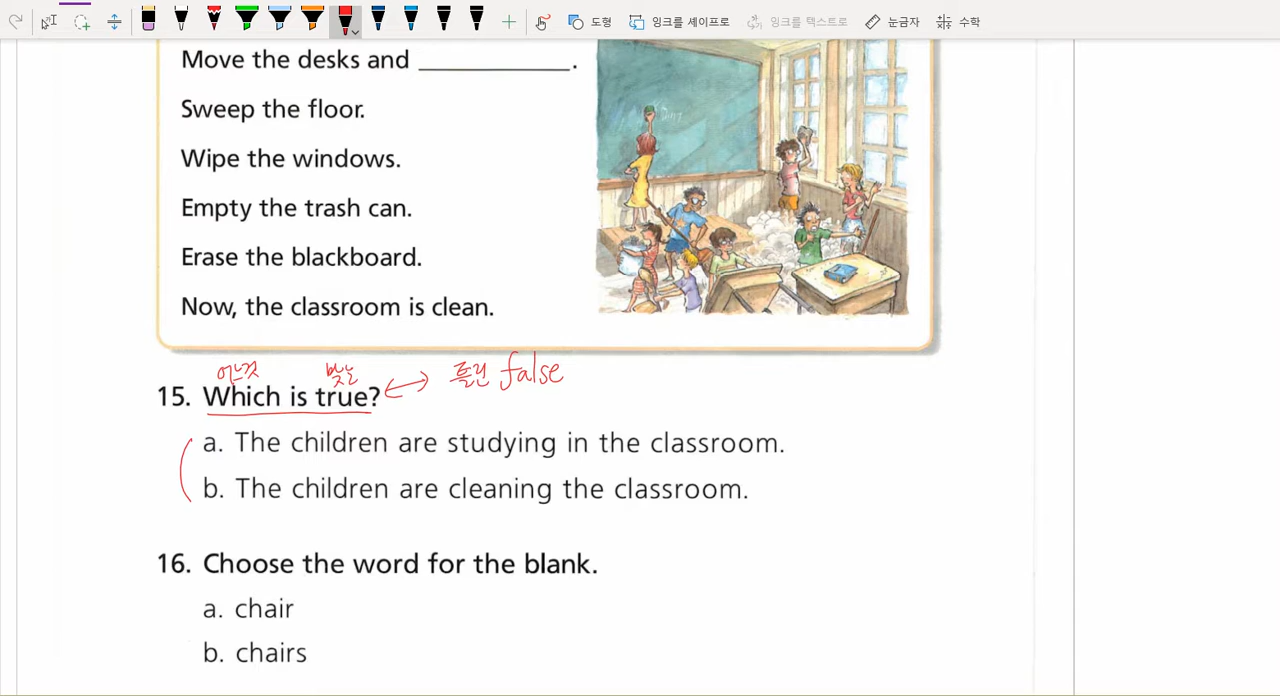 도형 잉크를 셰이프로 잉크를 텍스트로 눈금자 수학
Move the desks and ____________.
Sweep the floor.
Wipe the windows.
Empty the trash can.
Erase the blackboard.
Now, the classroom is clean.
어느것 맞는 틀린 false
15. Which is true?
a. The children are studying in the classroom.
b. The children are cleaning the classroom.
16. Choose the word for the blank.
a. chair
b. chairs